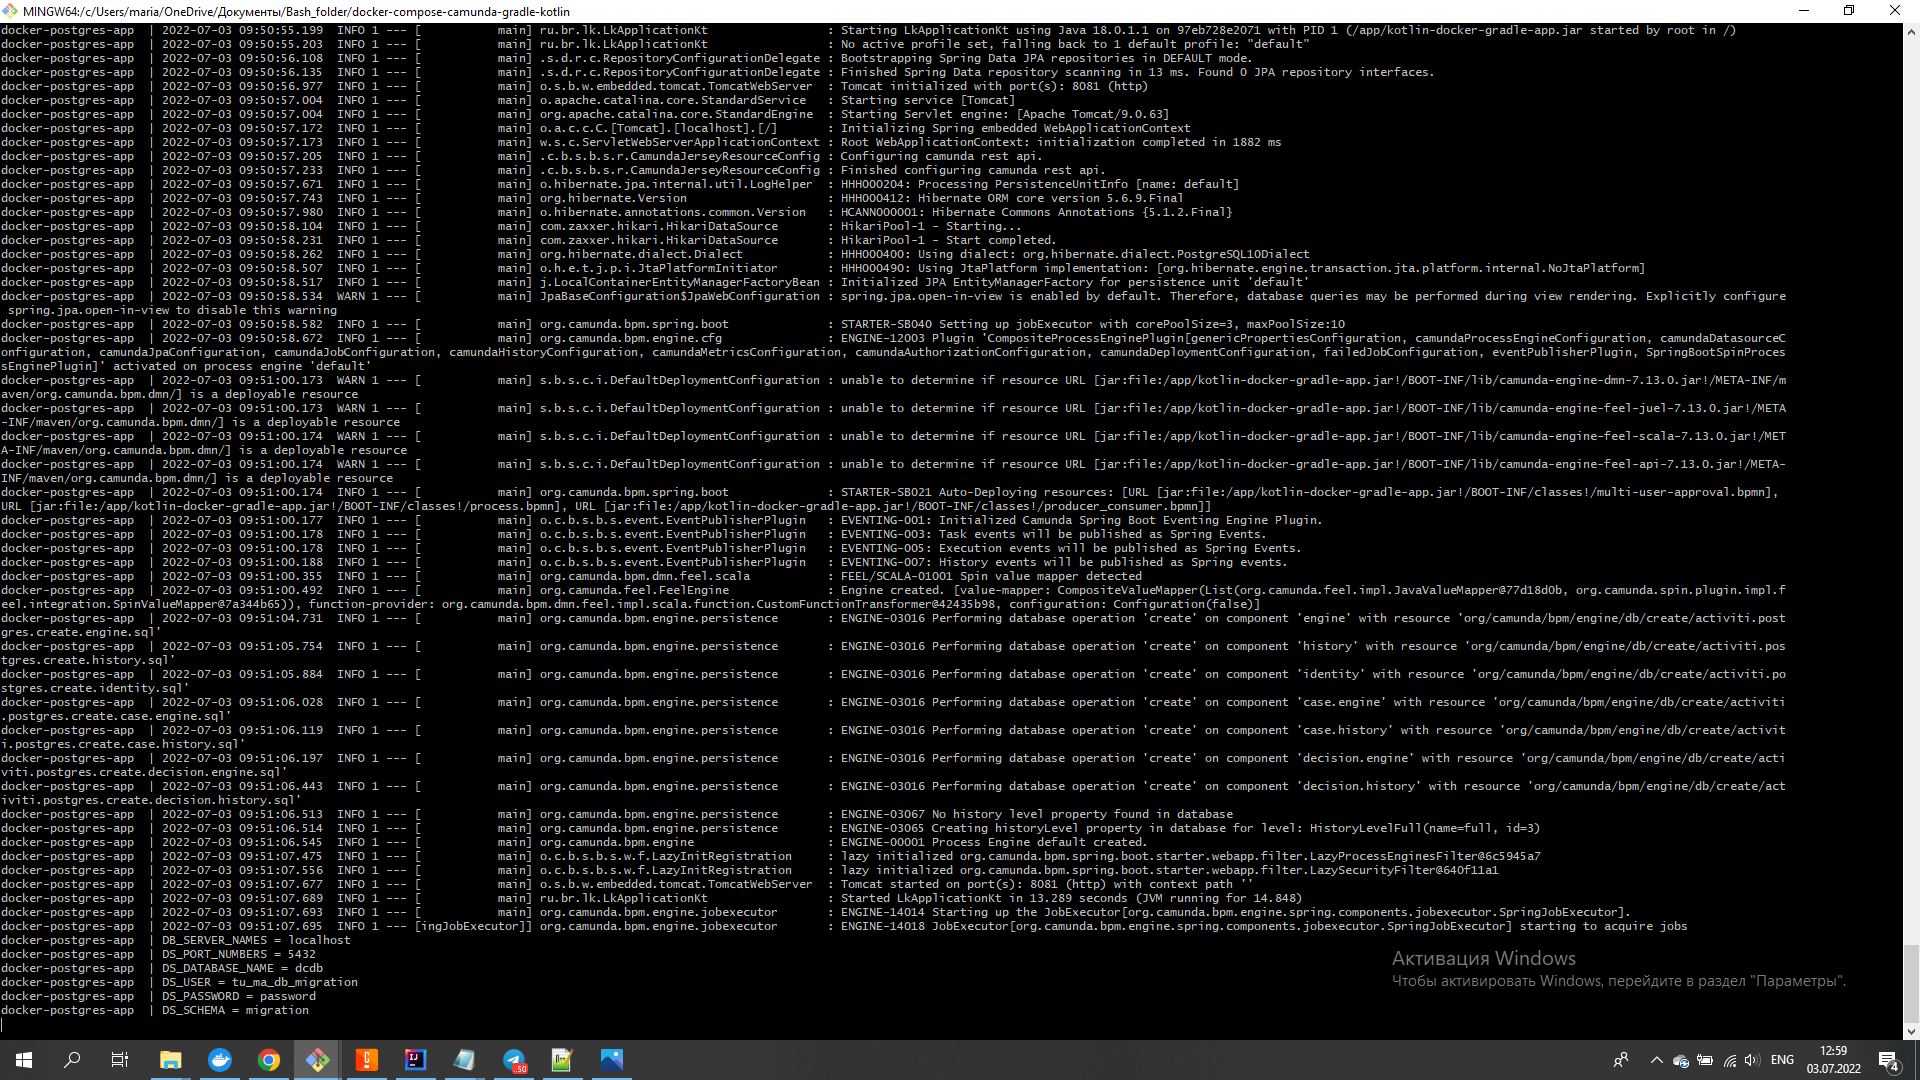 MINGW64:/c/Users/maria/OneDrive/Документы/Bash_folder/docker-compose-camunda-gradle-kotlin
docker-postgres-app  | 2022-07-03 09:50:55.199  INFO 1 --- [           main] ru.br.lk.LkApplicationKt                 : Starting LkApplicationKt using Java 18.0.1.1 on 97eb728e2071 with PID 1 (/app/kotlin-docker-gradle-app.jar started by root in /)
docker-postgres-app  | 2022-07-03 09:50:55.203  INFO 1 --- [           main] ru.br.lk.LkApplicationKt                 : No active profile set, falling back to 1 default profile: "default"
docker-postgres-app  | 2022-07-03 09:50:56.108  INFO 1 --- [           main] .s.d.r.c.RepositoryConfigurationDelegate : Bootstrapping Spring Data JPA repositories in DEFAULT mode.
docker-postgres-app  | 2022-07-03 09:50:56.135  INFO 1 --- [           main] .s.d.r.c.RepositoryConfigurationDelegate : Finished Spring Data repository scanning in 13 ms. Found 0 JPA repository interfaces.
docker-postgres-app  | 2022-07-03 09:50:56.977  INFO 1 --- [           main] o.s.b.w.embedded.tomcat.TomcatWebServer  : Tomcat initialized with port(s): 8081 (http)
docker-postgres-app  | 2022-07-03 09:50:57.004  INFO 1 --- [           main] o.apache.catalina.core.StandardService   : Starting service [Tomcat]
docker-postgres-app  | 2022-07-03 09:50:57.004  INFO 1 --- [           main] org.apache.catalina.core.StandardEngine  : Starting Servlet engine: [Apache Tomcat/9.0.63]
docker-postgres-app  | 2022-07-03 09:50:57.172  INFO 1 --- [           main] o.a.c.c.C.[Tomcat].[localhost].[/]       : Initializing Spring embedded WebApplicationContext
docker-postgres-app  | 2022-07-03 09:50:57.173  INFO 1 --- [           main] w.s.c.ServletWebServerApplicationContext : Root WebApplicationContext: initialization completed in 1882 ms
docker-postgres-app  | 2022-07-03 09:50:57.205  INFO 1 --- [           main] .c.b.s.b.s.r.CamundaJerseyResourceConfig : Configuring camunda rest api.
docker-postgres-app  | 2022-07-03 09:50:57.233  INFO 1 --- [           main] .c.b.s.b.s.r.CamundaJerseyResourceConfig : Finished configuring camunda rest api.
docker-postgres-app  | 2022-07-03 09:50:57.671  INFO 1 --- [           main] o.hibernate.jpa.internal.util.LogHelper  : HHH000204: Processing PersistenceUnitInfo [name: default]
docker-postgres-app  | 2022-07-03 09:50:57.743  INFO 1 --- [           main] org.hibernate.Version                    : HHH000412: Hibernate ORM core version 5.6.9.Final
docker-postgres-app  | 2022-07-03 09:50:57.980  INFO 1 --- [           main] o.hibernate.annotations.common.Version   : HCANN000001: Hibernate Commons Annotations {5.1.2.Final}
docker-postgres-app  | 2022-07-03 09:50:58.104  INFO 1 --- [           main] com.zaxxer.hikari.HikariDataSource       : HikariPool-1 - Starting...
docker-postgres-app  | 2022-07-03 09:50:58.231  INFO 1 --- [           main] com.zaxxer.hikari.HikariDataSource       : HikariPool-1 - Start completed.
docker-postgres-app  | 2022-07-03 09:50:58.262  INFO 1 --- [           main] org.hibernate.dialect.Dialect            : HHH000400: Using dialect: org.hibernate.dialect.PostgreSQL10Dialect
docker-postgres-app  | 2022-07-03 09:50:58.507  INFO 1 --- [           main] o.h.e.t.j.p.i.JtaPlatformInitiator       : HHH000490: Using JtaPlatform implementation: [org.hibernate.engine.transaction.jta.platform.internal.NoJtaPlatform]
docker-postgres-app  | 2022-07-03 09:50:58.517  INFO 1 --- [           main] j.LocalContainerEntityManagerFactoryBean : Initialized JPA EntityManagerFactory for persistence unit 'default'
docker-postgres-app  | 2022-07-03 09:50:58.534  WARN 1 --- [           main] JpaBaseConfiguration$JpaWebConfiguration : spring.jpa.open-in-view is enabled by default. Therefore, database queries may be performed during view rendering. Explicitly configure
 spring.jpa.open-in-view to disable this warning
docker-postgres-app  | 2022-07-03 09:50:58.582  INFO 1 --- [           main] org.camunda.bpm.spring.boot              : STARTER-SB040 Setting up jobExecutor with corePoolSize=3, maxPoolSize:10
docker-postgres-app  | 2022-07-03 09:50:58.672  INFO 1 --- [           main] org.camunda.bpm.engine.cfg               : ENGINE-12003 Plugin 'CompositeProcessEnginePlugin[genericPropertiesConfiguration, camundaProcessEngineConfiguration, camundaDatasourceC
onfiguration, camundaJpaConfiguration, camundaJobConfiguration, camundaHistoryConfiguration, camundaMetricsConfiguration, camundaAuthorizationConfiguration, camundaDeploymentConfiguration, failedJobConfiguration, eventPublisherPlugin, SpringBootSpinProces
sEnginePlugin]' activated on process engine 'default'
docker-postgres-app  | 2022-07-03 09:51:00.173  WARN 1 --- [           main] s.b.s.c.i.DefaultDeploymentConfiguration : unable to determine if resource URL [jar:file:/app/kotlin-docker-gradle-app.jar!/BOOT-INF/lib/camunda-engine-dmn-7.13.0.jar!/META-INF/m
aven/org.camunda.bpm.dmn/] is a deployable resource
docker-postgres-app  | 2022-07-03 09:51:00.173  WARN 1 --- [           main] s.b.s.c.i.DefaultDeploymentConfiguration : unable to determine if resource URL [jar:file:/app/kotlin-docker-gradle-app.jar!/BOOT-INF/lib/camunda-engine-feel-juel-7.13.0.jar!/META
-INF/maven/org.camunda.bpm.dmn/] is a deployable resource
docker-postgres-app  | 2022-07-03 09:51:00.174  WARN 1 --- [           main] s.b.s.c.i.DefaultDeploymentConfiguration : unable to determine if resource URL [jar:file:/app/kotlin-docker-gradle-app.jar!/BOOT-INF/lib/camunda-engine-feel-scala-7.13.0.jar!/MET
A-INF/maven/org.camunda.bpm.dmn/] is a deployable resource
docker-postgres-app  | 2022-07-03 09:51:00.174  WARN 1 --- [           main] s.b.s.c.i.DefaultDeploymentConfiguration : unable to determine if resource URL [jar:file:/app/kotlin-docker-gradle-app.jar!/BOOT-INF/lib/camunda-engine-feel-api-7.13.0.jar!/META-
INF/maven/org.camunda.bpm.dmn/] is a deployable resource
docker-postgres-app  | 2022-07-03 09:51:00.174  INFO 1 --- [           main] org.camunda.bpm.spring.boot              : STARTER-SB021 Auto-Deploying resources: [URL [jar:file:/app/kotlin-docker-gradle-app.jar!/BOOT-INF/classes!/multi-user-approval.bpmn],
URL [jar:file:/app/kotlin-docker-gradle-app.jar!/BOOT-INF/classes!/process.bpmn], URL [jar:file:/app/kotlin-docker-gradle-app.jar!/BOOT-INF/classes!/producer_consumer.bpmn]]
docker-postgres-app  | 2022-07-03 09:51:00.177  INFO 1 --- [           main] o.c.b.s.b.s.event.EventPublisherPlugin   : EVENTING-001: Initialized Camunda Spring Boot Eventing Engine Plugin.
docker-postgres-app  | 2022-07-03 09:51:00.178  INFO 1 --- [           main] o.c.b.s.b.s.event.EventPublisherPlugin   : EVENTING-003: Task events will be published as Spring Events.
docker-postgres-app  | 2022-07-03 09:51:00.178  INFO 1 --- [           main] o.c.b.s.b.s.event.EventPublisherPlugin   : EVENTING-005: Execution events will be published as Spring Events.
docker-postgres-app  | 2022-07-03 09:51:00.188  INFO 1 --- [           main] o.c.b.s.b.s.event.EventPublisherPlugin   : EVENTING-007: History events will be published as Spring events.
docker-postgres-app  | 2022-07-03 09:51:00.355  INFO 1 --- [           main] org.camunda.bpm.dmn.feel.scala           : FEEL/SCALA-01001 Spin value mapper detected
docker-postgres-app  | 2022-07-03 09:51:00.492  INFO 1 --- [           main] org.camunda.feel.FeelEngine              : Engine created. [value-mapper: CompositeValueMapper(List(org.camunda.feel.impl.JavaValueMapper@77d18d0b, org.camunda.spin.plugin.impl.f
eel.integration.SpinValueMapper@7a344b65)), function-provider: org.camunda.bpm.dmn.feel.impl.scala.function.CustomFunctionTransformer@42435b98, configuration: Configuration(false)]
docker-postgres-app  | 2022-07-03 09:51:04.731  INFO 1 --- [           main] org.camunda.bpm.engine.persistence       : ENGINE-03016 Performing database operation 'create' on component 'engine' with resource 'org/camunda/bpm/engine/db/create/activiti.post
gres.create.engine.sql'
docker-postgres-app  | 2022-07-03 09:51:05.754  INFO 1 --- [           main] org.camunda.bpm.engine.persistence       : ENGINE-03016 Performing database operation 'create' on component 'history' with resource 'org/camunda/bpm/engine/db/create/activiti.pos
tgres.create.history.sql'
docker-postgres-app  | 2022-07-03 09:51:05.884  INFO 1 --- [           main] org.camunda.bpm.engine.persistence       : ENGINE-03016 Performing database operation 'create' on component 'identity' with resource 'org/camunda/bpm/engine/db/create/activiti.po
stgres.create.identity.sql'
docker-postgres-app  | 2022-07-03 09:51:06.028  INFO 1 --- [           main] org.camunda.bpm.engine.persistence       : ENGINE-03016 Performing database operation 'create' on component 'case.engine' with resource 'org/camunda/bpm/engine/db/create/activiti
.postgres.create.case.engine.sql'
docker-postgres-app  | 2022-07-03 09:51:06.119  INFO 1 --- [           main] org.camunda.bpm.engine.persistence       : ENGINE-03016 Performing database operation 'create' on component 'case.history' with resource 'org/camunda/bpm/engine/db/create/activit
i.postgres.create.case.history.sql'
docker-postgres-app  | 2022-07-03 09:51:06.197  INFO 1 --- [           main] org.camunda.bpm.engine.persistence       : ENGINE-03016 Performing database operation 'create' on component 'decision.engine' with resource 'org/camunda/bpm/engine/db/create/acti
viti.postgres.create.decision.engine.sql'
docker-postgres-app  | 2022-07-03 09:51:06.443  INFO 1 --- [           main] org.camunda.bpm.engine.persistence       : ENGINE-03016 Performing database operation 'create' on component 'decision.history' with resource 'org/camunda/bpm/engine/db/create/act
iviti.postgres.create.decision.history.sql'
docker-postgres-app  | 2022-07-03 09:51:06.513  INFO 1 --- [           main] org.camunda.bpm.engine.persistence       : ENGINE-03067 No history level property found in database
docker-postgres-app  | 2022-07-03 09:51:06.514  INFO 1 --- [           main] org.camunda.bpm.engine.persistence       : ENGINE-03065 Creating historyLevel property in database for level: HistoryLevelFull(name=full, id=3)
docker-postgres-app  | 2022-07-03 09:51:06.545  INFO 1 --- [           main] org.camunda.bpm.engine                   : ENGINE-00001 Process Engine default created.
docker-postgres-app  | 2022-07-03 09:51:07.475  INFO 1 --- [           main] o.c.b.s.b.s.w.f.LazyInitRegistration     : lazy initialized org.camunda.bpm.spring.boot.starter.webapp.filter.LazyProcessEnginesFilter@6c5945a7
docker-postgres-app  | 2022-07-03 09:51:07.556  INFO 1 --- [           main] o.c.b.s.b.s.w.f.LazyInitRegistration     : lazy initialized org.camunda.bpm.spring.boot.starter.webapp.filter.LazySecurityFilter@640f11a1
docker-postgres-app  | 2022-07-03 09:51:07.677  INFO 1 --- [           main] o.s.b.w.embedded.tomcat.TomcatWebServer  : Tomcat started on port(s): 8081 (http) with context path ''
docker-postgres-app  | 2022-07-03 09:51:07.689  INFO 1 --- [           main] ru.br.lk.LkApplicationKt                 : Started LkApplicationKt in 13.289 seconds (JVM running for 14.848)
docker-postgres-app  | 2022-07-03 09:51:07.693  INFO 1 --- [           main] org.camunda.bpm.engine.jobexecutor       : ENGINE-14014 Starting up the JobExecutor[org.camunda.bpm.engine.spring.components.jobexecutor.SpringJobExecutor].
docker-postgres-app  | 2022-07-03 09:51:07.695  INFO 1 --- [ingJobExecutor]] org.camunda.bpm.engine.jobexecutor       : ENGINE-14018 JobExecutor[org.camunda.bpm.engine.spring.components.jobexecutor.SpringJobExecutor] starting to acquire jobs
docker-postgres-app  | DB_SERVER_NAMES = localhost
docker-postgres-app  | DS_PORT_NUMBERS = 5432
docker-postgres-app  | DS_DATABASE_NAME = dcdb
docker-postgres-app  | DS_USER = tu_ma_db_migration
docker-postgres-app  | DS_PASSWORD = password
docker-postgres-app  | DS_SCHEMA = migration
Активация Windows
Чтобы активировать Windows, перейдите в раздел "Параметры".
ENG
12:59
03.07.2022
4